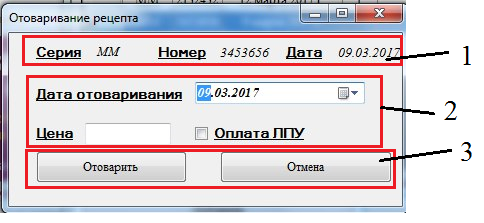 Отоваривание рецепта
Серия ММ Номер 3453656 Дата 09.03.2017
1
Дата отоваривания 09.03.2017
2
Цена Оплата ЛПУ
Отоварить Отмена
3